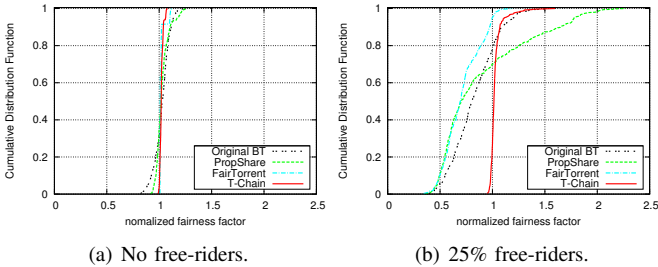 Cumulative Distribution Function
1
0.8
0.6
0.4
0.2
0
Original BT
PropShare
FairTorrent
T-Chain
0 0.5 1 1.5 2 2.5
nomalized fairness factor
(a) No free-riders.
Cumulative Distribution Function
1
0.8
0.6
0.4
0.2
0
Original BT
PropShare
FairTorrent
T-Chain
0 0.5 1 1.5 2 2.5
normalized fairness factor
(b) 25% free-riders.